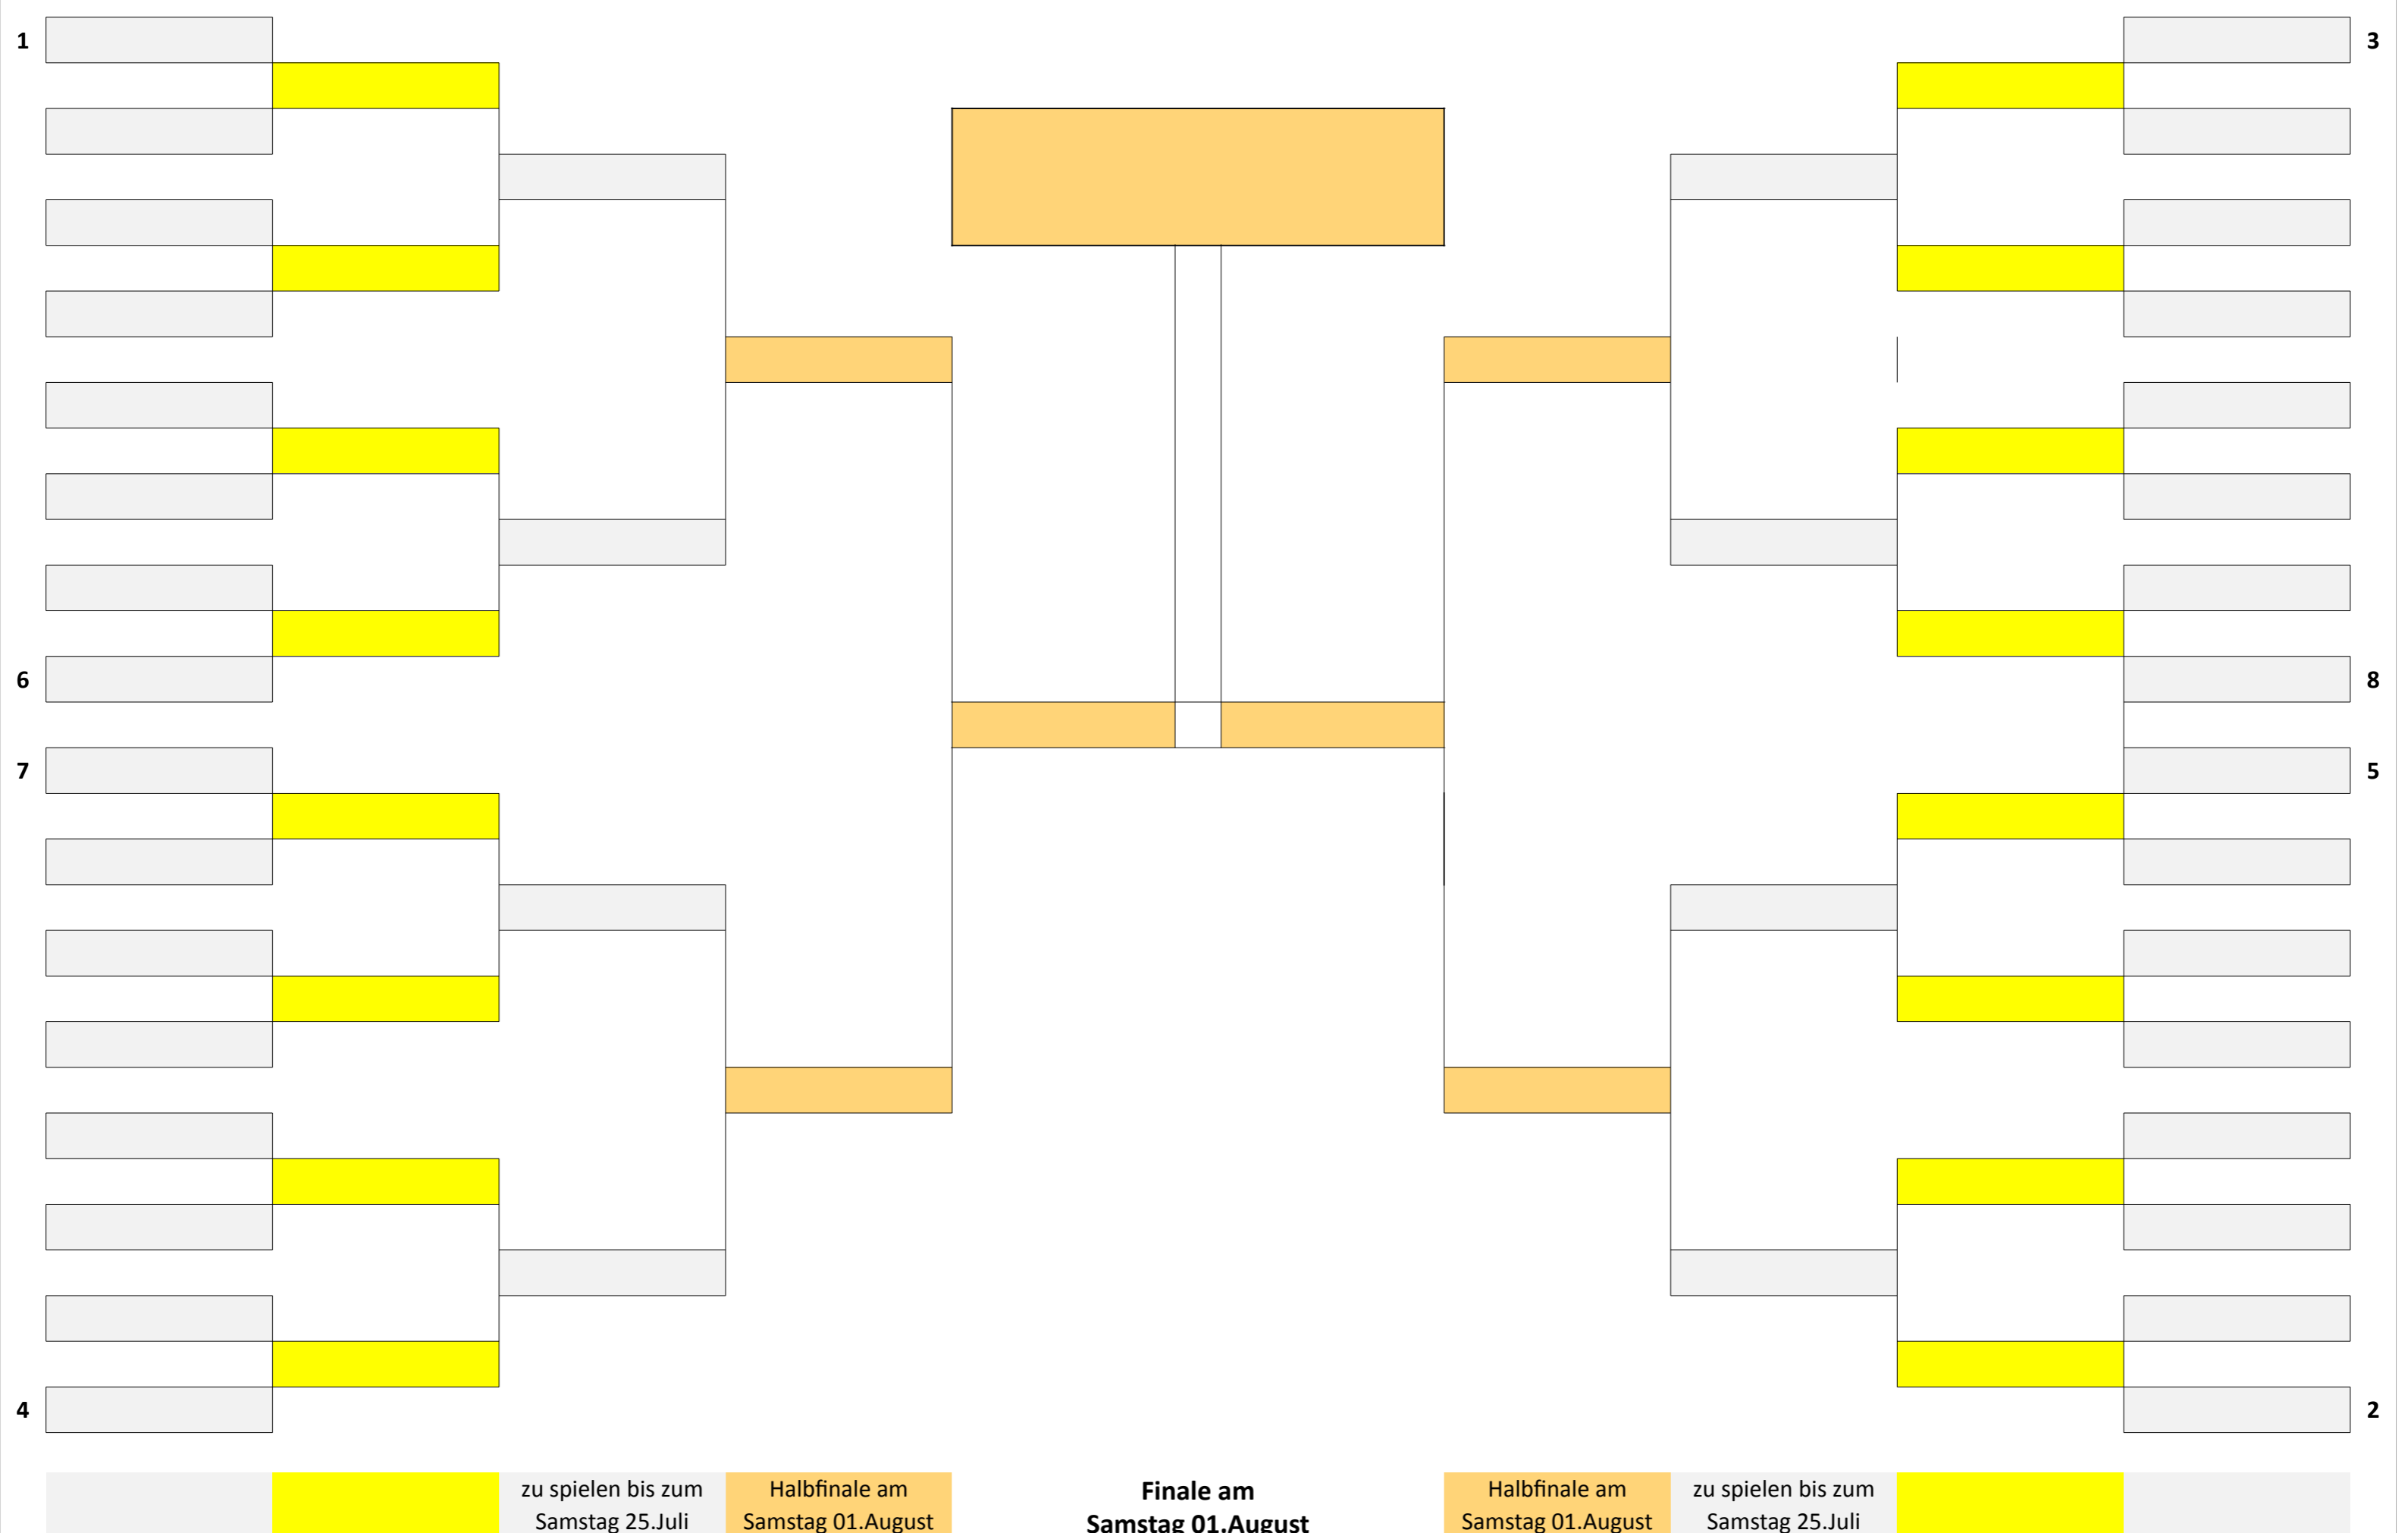 1
3
6
8
7
5
4
2
zu spielen bis zum
Samstag 25.Juli
Halbfinale am
Samstag 01.August
Finale am
Samstag 01.August
Halbfinale am
Samstag 01.August
zu spielen bis zum
Samstag 25.Juli